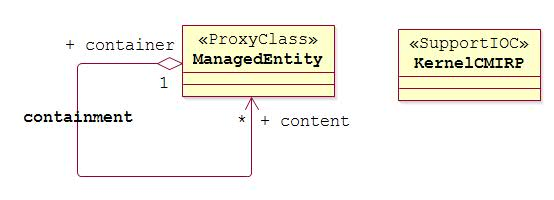 «ProxyClass»
ManagedEntity
«SupportIOC»
KernelCMIRP
+ container
1
containment
* + content